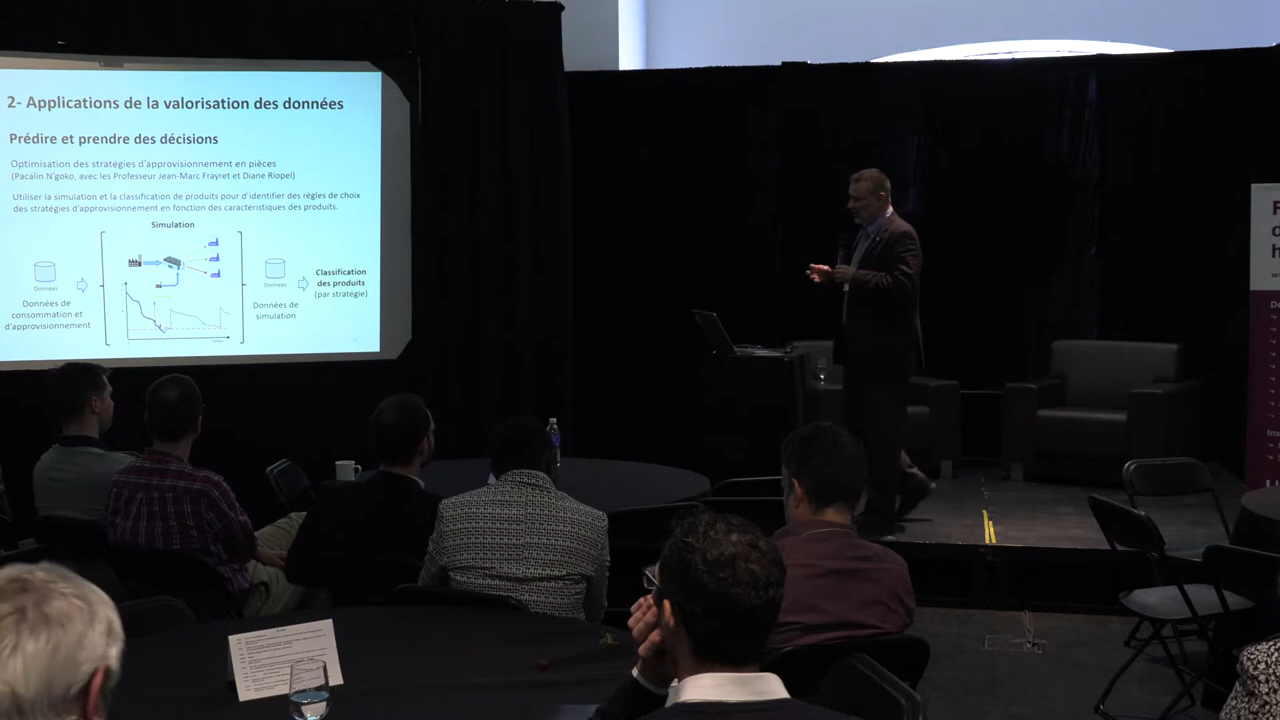 2- Applications de la valorisation des données
Prédire et prendre des décisions
Optimisation des stratégies d'approvisionnement en pièces
(Pacalin N'goko, avec les Professeur Jean-Marc Frayret et Diane Riopel)
Utiliser la simulation et la classification de produits pour d'identifier des règles de choix
des stratégies d'approvisionnement en fonction des caractéristiques des produits.
Simulation
Données
Données de
consommation et
d'approvisionnement
Données
Données de
simulation
Classification
des produits
(par stratégie)